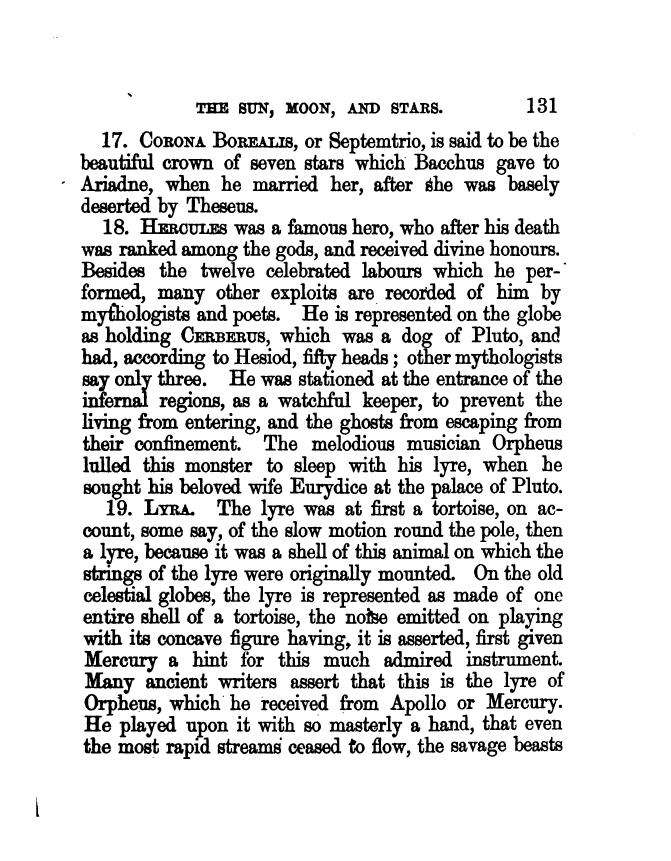 THE SUN, MOON, AND STARS. 131
17. CORONA BOREALIS, or Septemtrio, is said to be the
beautiful crown of seven stars which Bacchus gave to
Ariadne, when he married her, after she was basely
deserted by Theseus.
18. HERCULES was a famous hero, who after his death
was ranked among the gods, and received divine honours.
Besides the twelve celebrated labours which he per-
formed, many other exploits are recorded of him by
mythologists and poets. He is represented on the globe
as holding CERBERUS, which was a dog of Pluto, and
had, according to Hesiod, fifty heads; other mythologists
say only three. He was stationed at the entrance of the
infernal regions, as a watchful keeper, to prevent the
living from entering, and the ghosts from escaping from
their confinement. The melodious musician Orpheus
lulled this monster to sleep with his lyre, when he
sought his beloved wife Eurydice at the palace of Pluto.
19. LYRA. The lyre was at first a tortoise, on ac-
count, some say, of the slow motion round the pole, then
a lyre, because it was a shell of this animal on which the
strings of the lyre were originally mounted. On the old
celestial globes, the lyre is represented as made of one
entire shell of a tortoise, the noise emitted on playing
with its concave figure having, it is asserted, first given
Mercury a hint for this much admired instrument.
Many ancient writers assert that this is the lyre of
Orpheus, which he received from Apollo or Mercury.
He played upon it with so masterly a hand, that even
the most rapid streams ceased to flow, the savage beasts